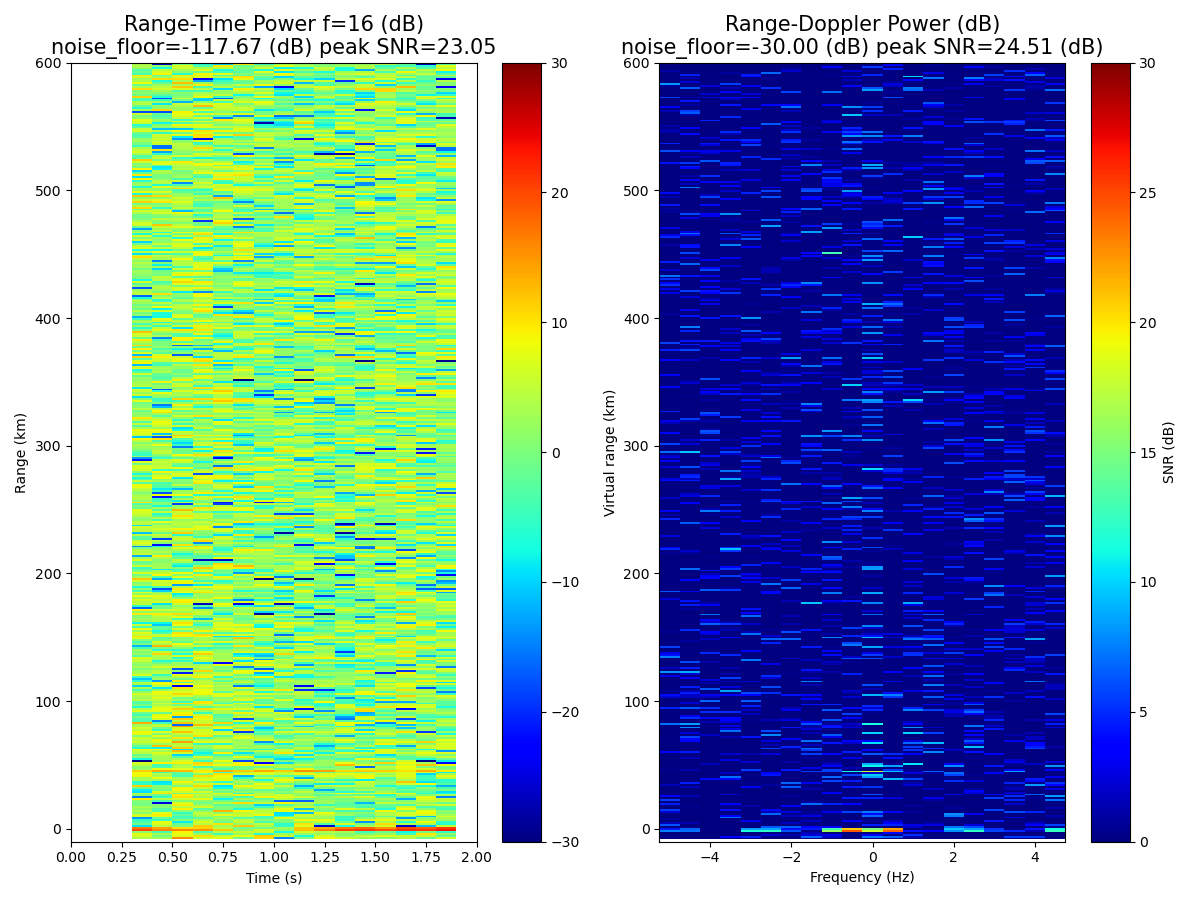 Range-Time Power f=16 (dB)
noise_floor=-117.67 (dB) peak SNR=23.05
Range-Doppler Power (dB)
noise_floor=-30.00 (dB) peak SNR=24.51 (dB)
600
500
400
300
200
100
0
Range (km)
0.00 0.25 0.50 0.75 1.00 1.25 1.50 1.75 2.00
Time (s)
30
20
10
0
−10
−20
−30
600
500
400
300
200
100
0
Virtual range (km)
−4 −2 0 2 4
Frequency (Hz)
30
25
20
15
10
5
0
SNR (dB)